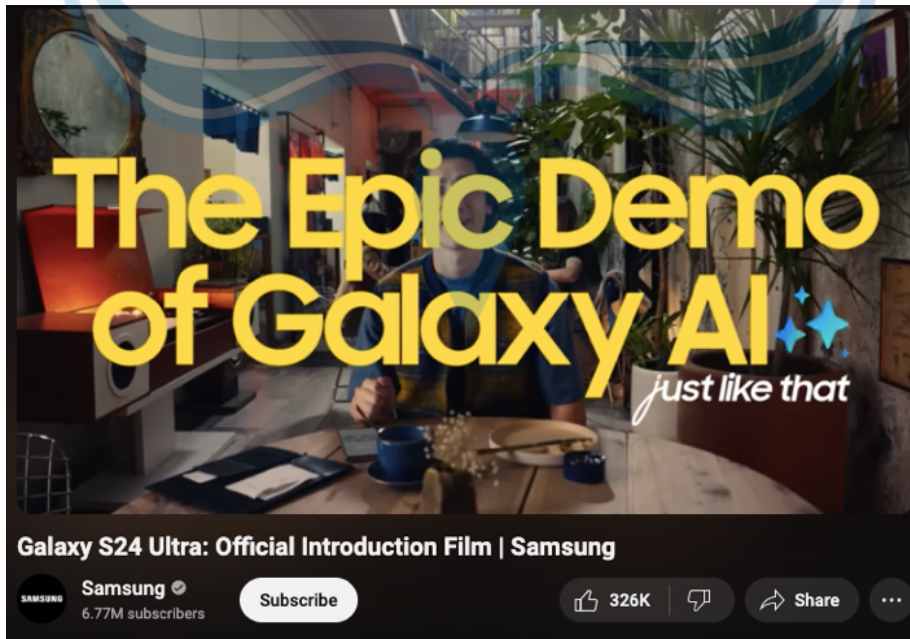 The Epic Demo
of Galaxy AI
just like that
Galaxy S24 Ultra: Official Introduction Film | Samsung
SAMSUNG
Samsung
6.77M subscribers
Subscribe
326K
Share